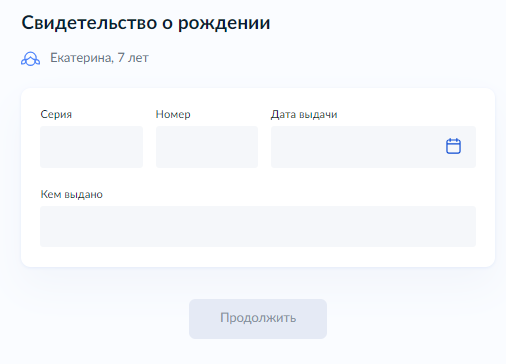 Свидетельство о рождении
Екатерина, 7 лет
Серия Номер Дата выдачи
Кем выдано
Продолжить